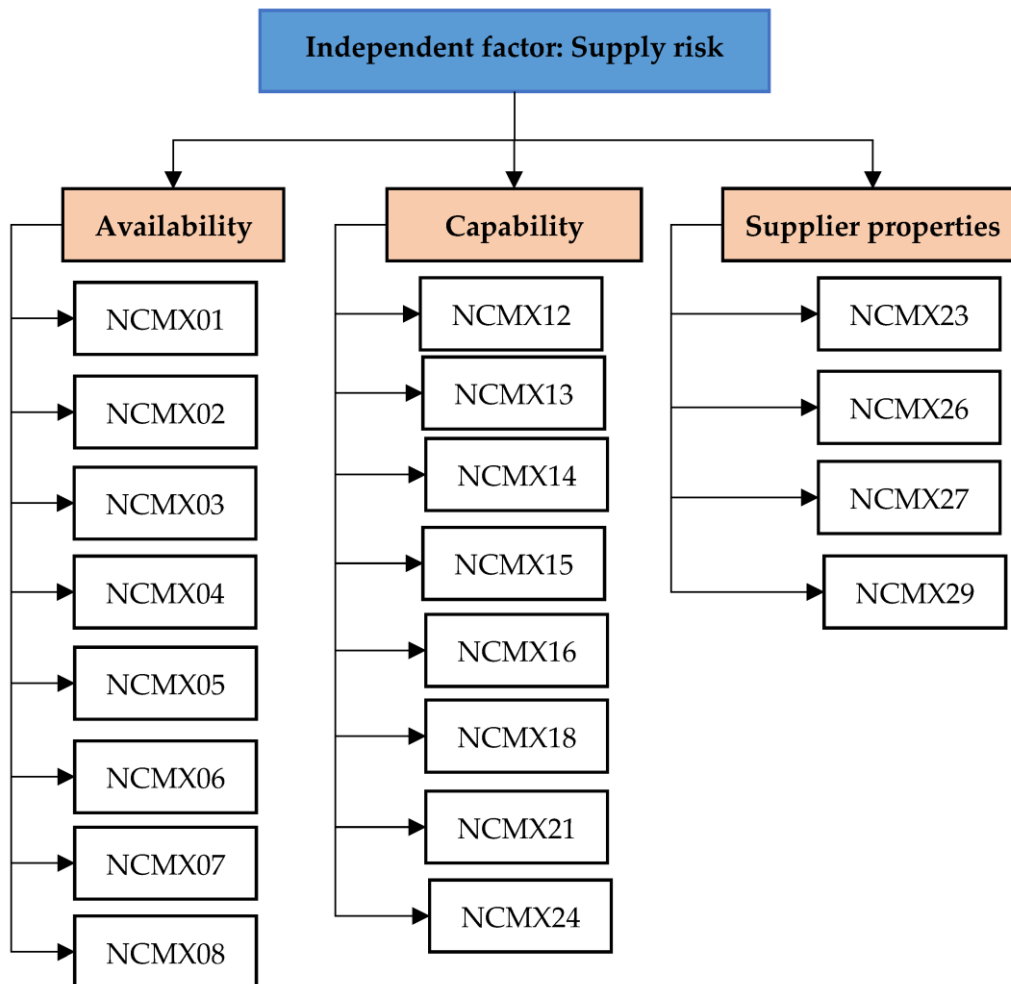 Independent factor: Supply risk
Availability
NCMX01
NCMX02
NCMX03
NCMX04
NCMX05
NCMX06
NCMX07
NCMX08
Capability
NCMX12
NCMX13
NCMX14
NCMX15
NCMX16
NCMX18
NCMX21
NCMX24
Supplier properties
NCMX23
NCMX26
NCMX27
NCMX29